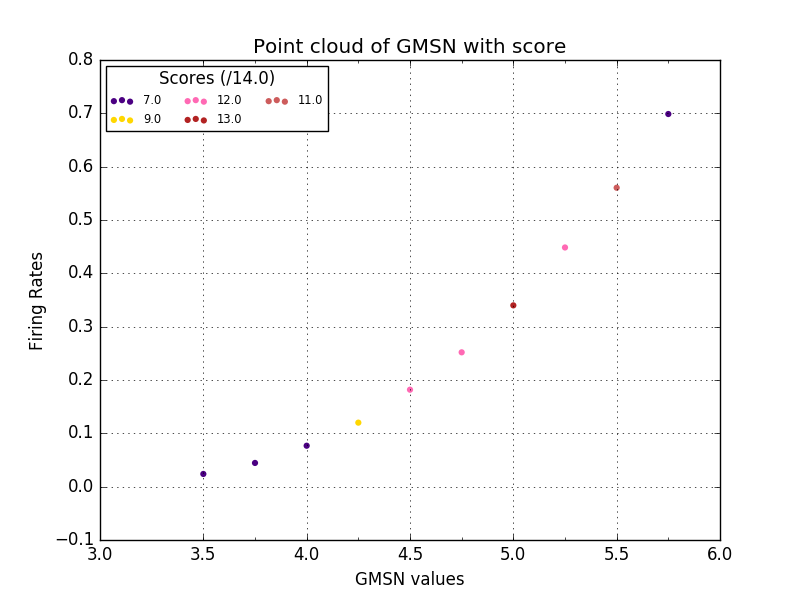 Point cloud of GMSN with score
Scores (/14.0)
7.0 12.0 11.0
9.0 13.0
Firing Rates
0.8
0.7
0.6
0.5
0.4
0.3
0.2
0.1
0.0
−0.1
3.0 3.5 4.0 4.5 5.0 5.5 6.0
GMSN values